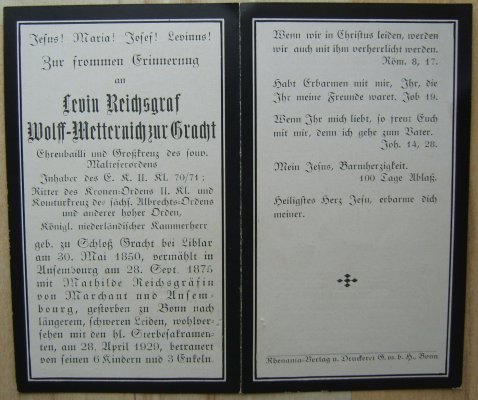 Jesus! Maria! Josef! Levinus!
Zur frommen Erinnerung
an
Levin Reichsgraf
Wolff-Metternich zur Gracht
Ehrenbailli und Großkreuz des souv.
Malteserordens
Inhaber des E. K. II. Kl. 70/71;
Ritter des Kronen-Ordens II. Kl. und
Komturkreuz des sächs. Albrechts-Ordens
und anderer hoher Orden,
Königl. niederländischer Kammerherr
geb. zu Schloß Gracht bei Liblar
am 30. Mai 1850, vermählt in
Ansembourg am 28. Sept. 1875
mit Mathilde Reichsgräfin
von Marchant und Ansem-
bourg, gestorben zu Bonn nach
längerem, schweren Leiden, wohlver-
sehen mit den hl. Sterbesakramen-
ten, am 28. April 1929, betrauert
von seinen 6 Kindern und 3 Enkeln.
Wenn wir in Christus leiden, werden
wir auch mit ihm verherrlicht werden.
Röm. 8, 17.
Habt Erbarmen mit mir, Ihr, die
Ihr meine Freunde waret. Job 19.
Wenn Ihr mich liebt, so freut Euch
mit mir, denn ich gehe zum Vater.
Joh. 14, 28.
Mein Jesus, Barmherzigkeit.
100 Tage Ablaß.
Heiligstes Herz Jesu, erbarme dich
meiner.
Rhenania-Verlag u. Druckerei G. m. b. H., Bonn